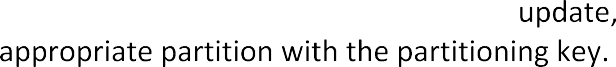 update,
appropriate partition with the partitioning key.